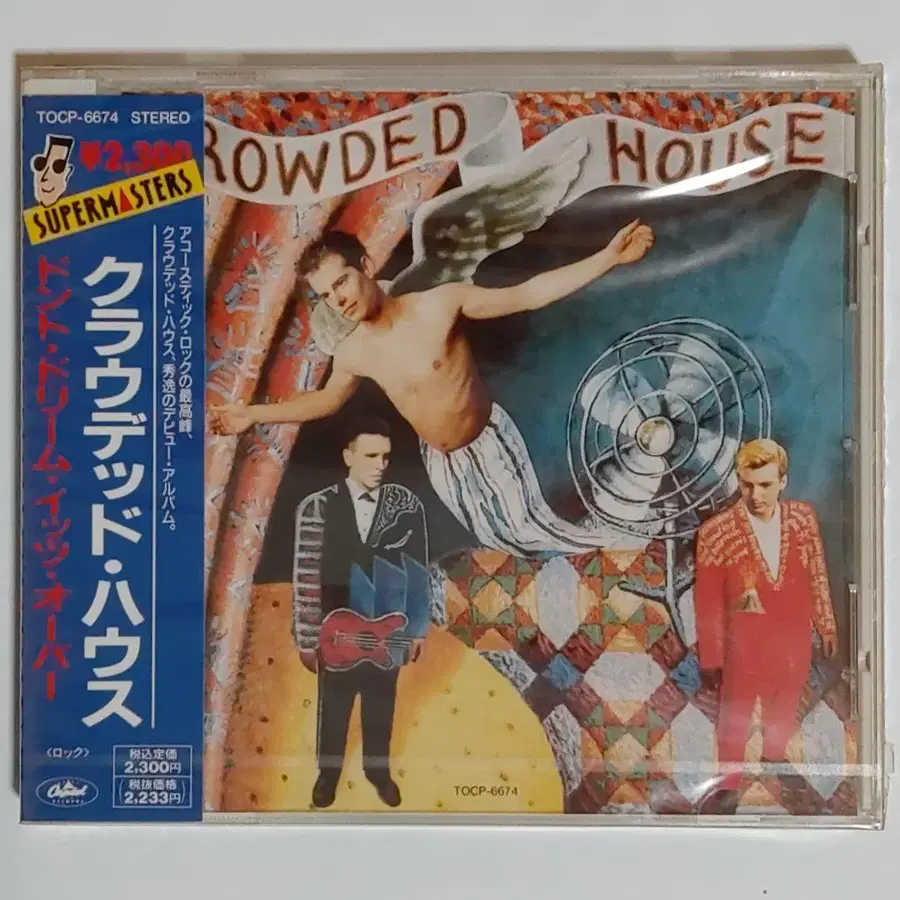 TOCP-6674 STEREO
¥2,300
SUPERMASTERS
アコースティック・ロックの最高峰、
クラウデッド・ハウス、秀逸のデビュー・アルバム。
クラウデッド・ハウス
ドント・ドリーム・イッツ・オーバー
〈ロック〉
税込定価
2,300円
税抜価格
2,233円
Capitol
RECORDS
ROWDED HOUSE
TOCP-6674